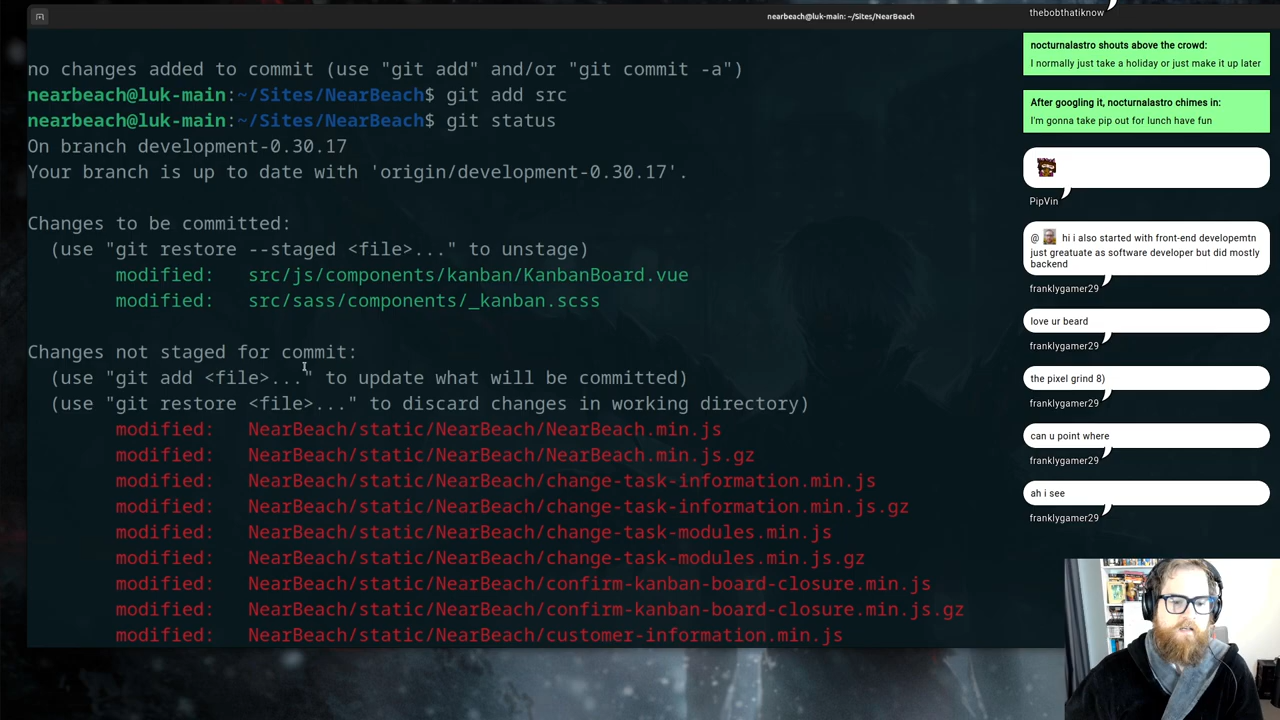 nearbeach@luk-main: ~/Sites/NearBeach
no changes added to commit (use "git add" and/or "git commit -a")
nearbeach@luk-main:~/Sites/NearBeach$ git add src
nearbeach@luk-main:~/Sites/NearBeach$ git status
On branch development-0.30.17
Your branch is up to date with 'origin/development-0.30.17'.
Changes to be committed:
(use "git restore --staged <file>..." to unstage)
modified: src/js/components/kanban/KanbanBoard.vue
modified: src/sass/components/_kanban.scss
Changes not staged for commit:
(use "git add <file>..." to update what will be committed)
(use "git restore <file>..." to discard changes in working directory)
modified: NearBeach/static/NearBeach/NearBeach.min.js
modified: NearBeach/static/NearBeach/NearBeach.min.js.gz
modified: NearBeach/static/NearBeach/change-task-information.min.js
modified: NearBeach/static/NearBeach/change-task-information.min.js.gz
modified: NearBeach/static/NearBeach/change-task-modules.min.js
modified: NearBeach/static/NearBeach/change-task-modules.min.js.gz
modified: NearBeach/static/NearBeach/confirm-kanban-board-closure.min.js
modified: NearBeach/static/NearBeach/confirm-kanban-board-closure.min.js.gz
modified: NearBeach/static/NearBeach/customer-information.min.js
thebobthatiknow
nocturnalastro shouts above the crowd:
I normally just take a holiday or just make it up later
After googling it, nocturnalastro chimes in:
I'm gonna take pip out for lunch have fun
PipVin
@ hi i also started with front-end developemtn
just greatuate as software developer but did mostly
backend
franklygamer29
love ur beard
franklygamer29
the pixel grind 8)
franklygamer29
can u point where
franklygamer29
ah i see
franklygamer29